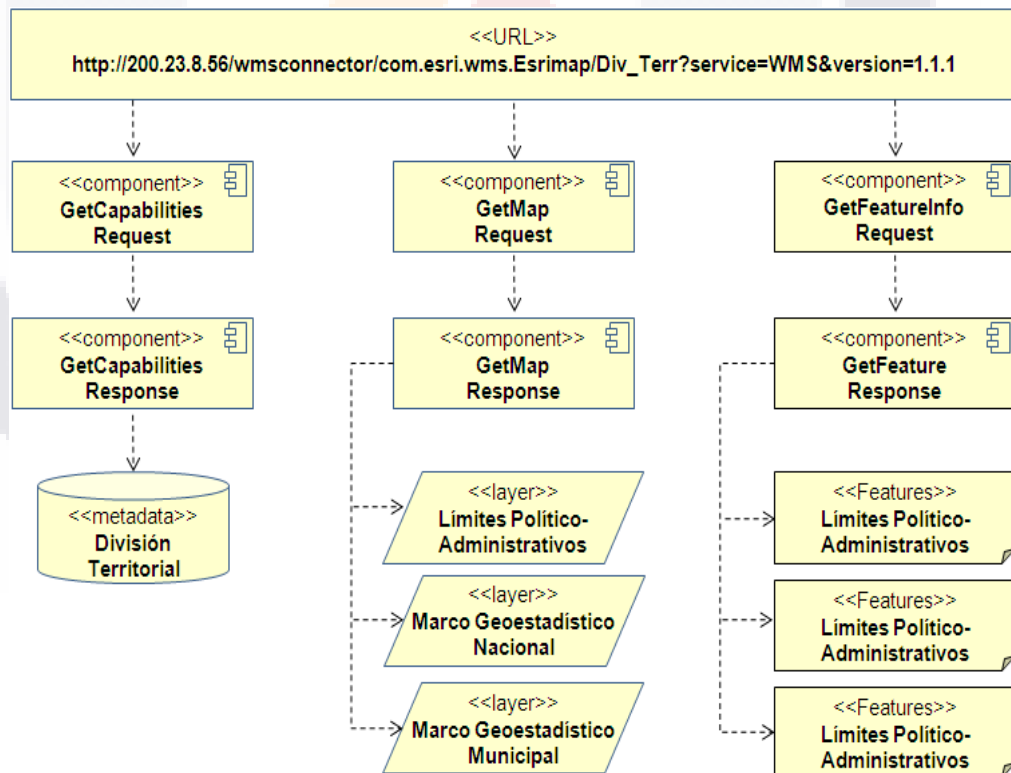 <<URL>>
http://200.23.8.56/wmsconnector/com.esri.wms.Esrimap/Div_Terr?service=WMS&version=1.1.1
<<component>>
GetCapabilities
Request
<<component>>
GetMap
Request
<<component>>
GetFeatureInfo
Request
<<component>>
GetCapabilities
Response
<<component>>
GetMap
Response
<<component>>
GetFeature
Response
<<metadata>>
División
Territorial
<<layer>>
Límites Político-
Administrativos
<<layer>>
Marco Geoestadístico
Nacional
<<layer>>
Marco Geoestadístico
Municipal
<<Features>>
Límites Político-
Administrativos
<<Features>>
Límites Político-
Administrativos
<<Features>>
Límites Político-
Administrativos